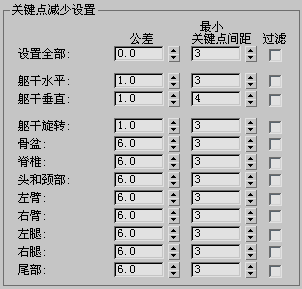 关键点减少设置
最小
公差 关键点间距 过滤
设置全部: 0.0 3
躯干水平: 1.0 3
躯干垂直: 1.0 4
躯干旋转: 1.0 3
骨盆: 6.0 3
脊椎: 6.0 3
头和颈部: 6.0 3
左臂: 6.0 3
右臂: 6.0 3
左腿: 6.0 3
右腿: 6.0 3
尾部: 6.0 3